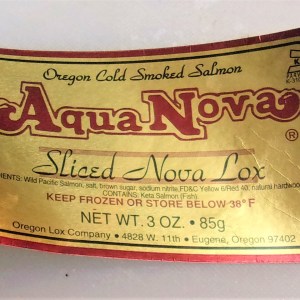 Oregon Cold Smoked Salmon
K
Aqua Nova
®
Sliced Nova Lox
MENTS: Wild Pacific Salmon, salt, brown sugar, sodium nitrite, FD&C Yellow 6/Red 40, natural hardwood
CONTAINS: Keta Salmon (Fish)
KEEP FROZEN OR STORE BELOW 38° F
NET WT. 3 OZ. • 85g
Oregon Lox Company • 4828 W. 11th • Eugene, Oregon 97402